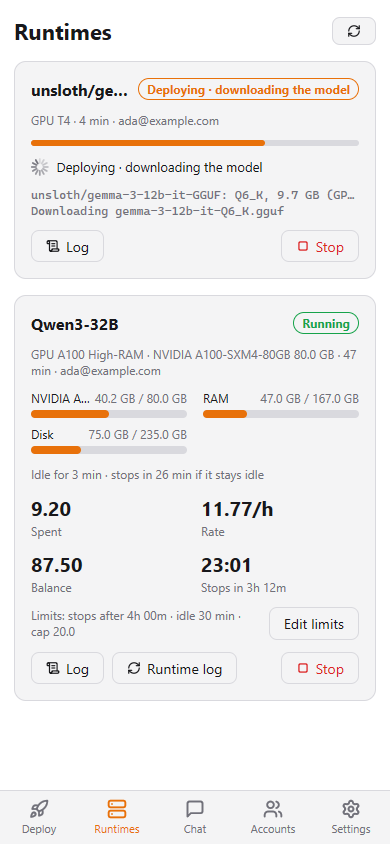 Runtimes
unsloth/ge...
Deploying · downloading the model
GPU T4 · 4 min · ada@example.com
Deploying · downloading the model
unsloth/gemma-3-12b-it-GGUF: Q6_K, 9.7 GB (GP…
Downloading gemma-3-12b-it-Q6_K.gguf
Log
Stop
Qwen3-32B
Running
GPU A100 High-RAM · NVIDIA A100-SXM4-80GB 80.0 GB · 47
min · ada@example.com
NVIDIA A... 40.2 GB / 80.0 GB
RAM 47.0 GB / 167.0 GB
Disk 75.0 GB / 235.0 GB
Idle for 3 min · stops in 26 min if it stays idle
9.20
Spent
11.77/h
Rate
87.50
Balance
23:01
Stops in 3h 12m
Limits: stops after 4h 00m · idle 30 min ·
cap 20.0
Edit limits
Log
Runtime log
Stop
Deploy
Runtimes
Chat
Accounts
Settings